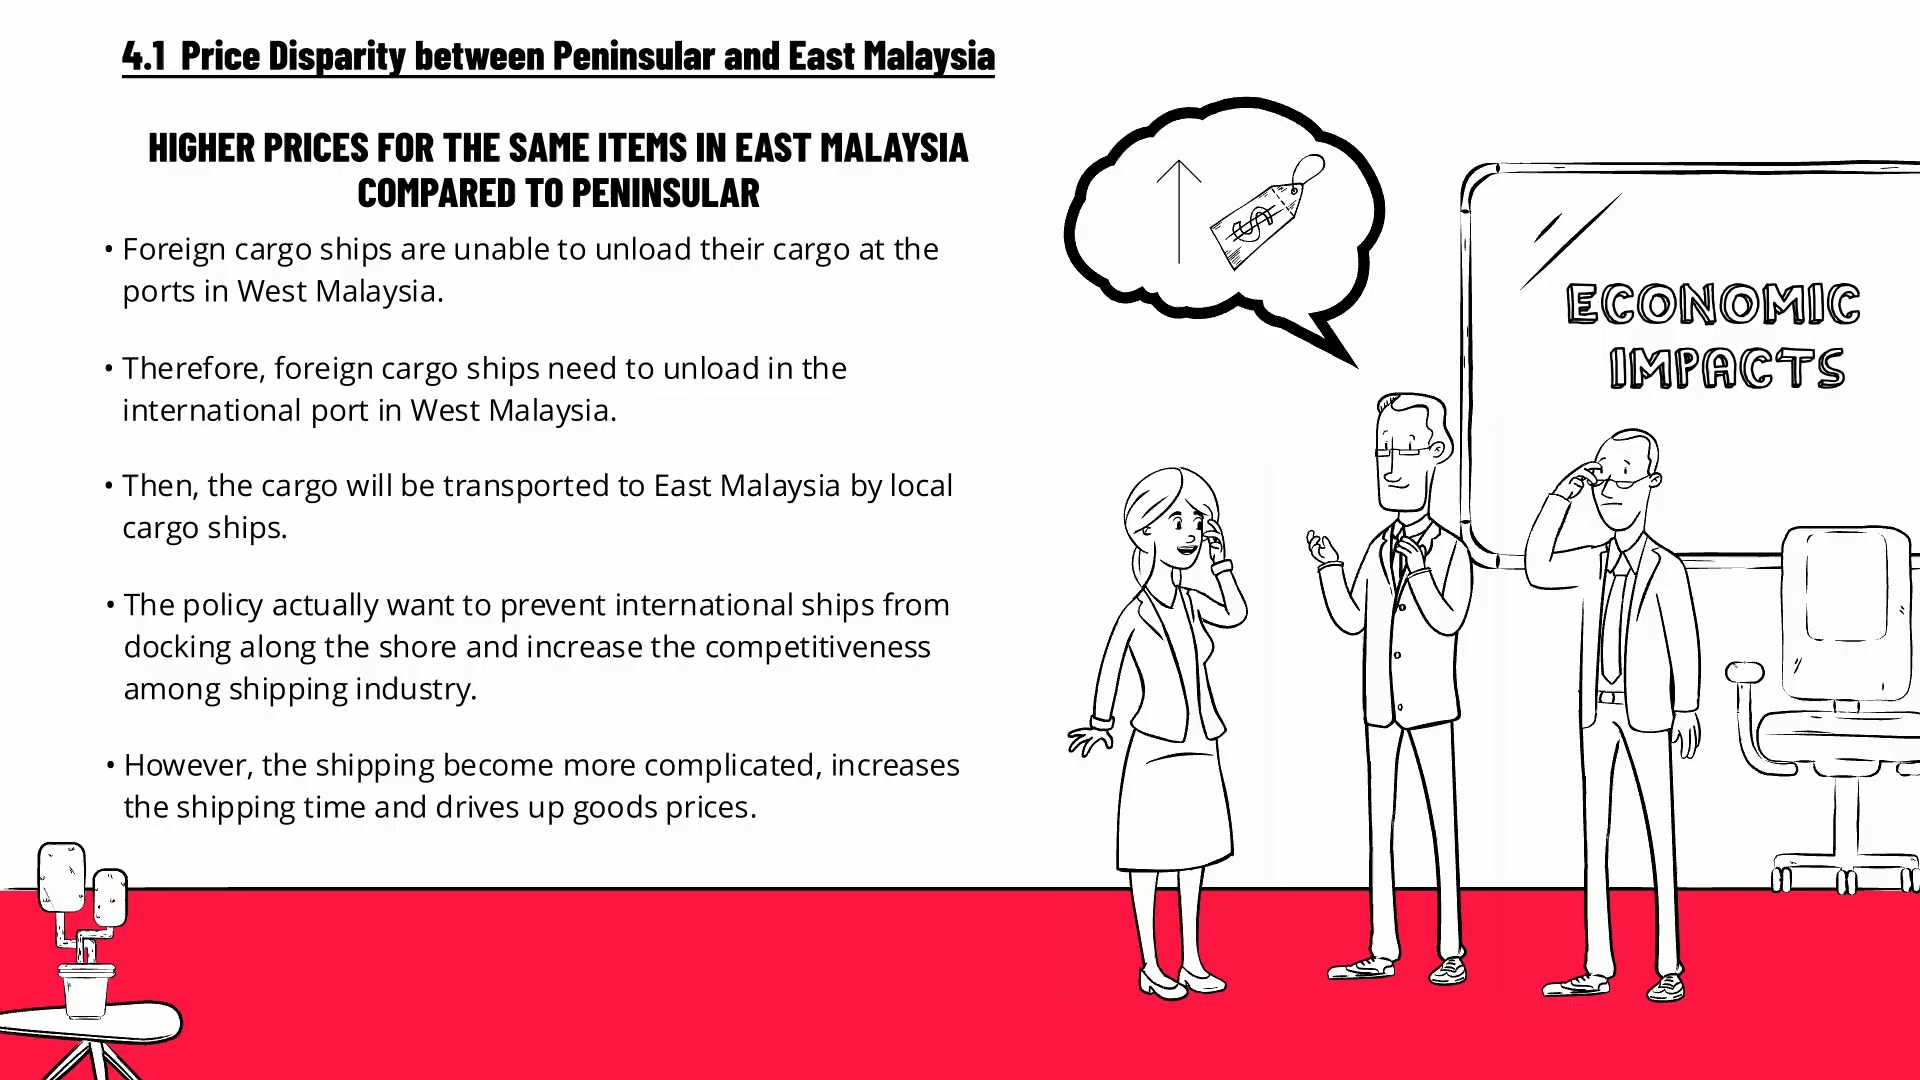 4.1 Price Disparity between Peninsular and East Malaysia
HIGHER PRICES FOR THE SAME ITEMS IN EAST MALAYSIA
COMPARED TO PENINSULAR
• Foreign cargo ships are unable to unload their cargo at the
ports in West Malaysia.
• Therefore, foreign cargo ships need to unload in the
international port in West Malaysia.
• Then, the cargo will be transported to East Malaysia by local
cargo ships.
• The policy actually want to prevent international ships from
docking along the shore and increase the competitiveness
among shipping industry.
• However, the shipping become more complicated, increases
the shipping time and drives up goods prices.
$
ECONOMIC
IMPACTS